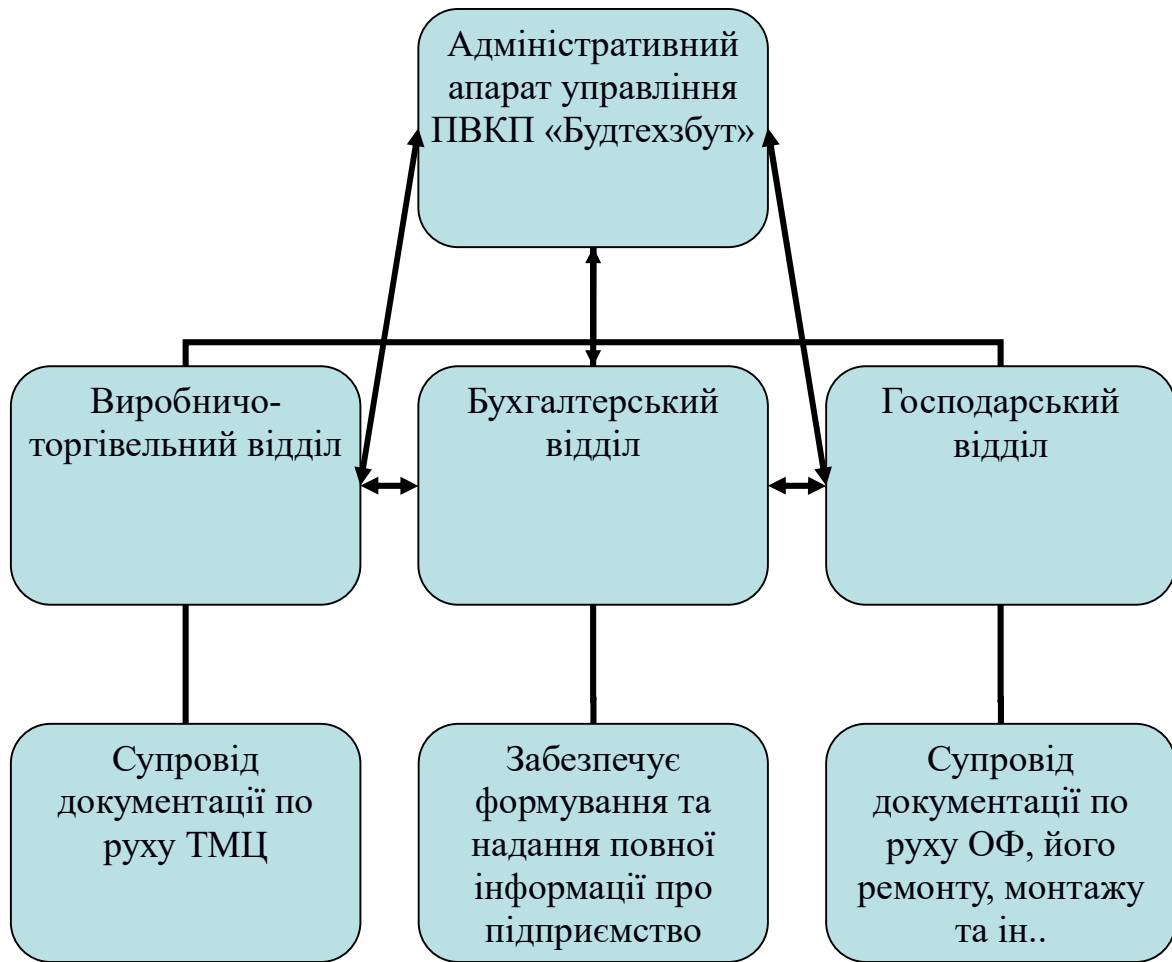 Адміністративний
апарат управління
ПВКП «Будтехзбут»
Виробничо-
торгівельний відділ
Бухгалтерський
відділ
Господарський
відділ
Супровід
документації по
руху ТМЦ
Забезпечує
формування та
надання повної
інформації про
підприємство
Супровід
документації по
руху ОФ, його
ремонту, монтажу
та ін..